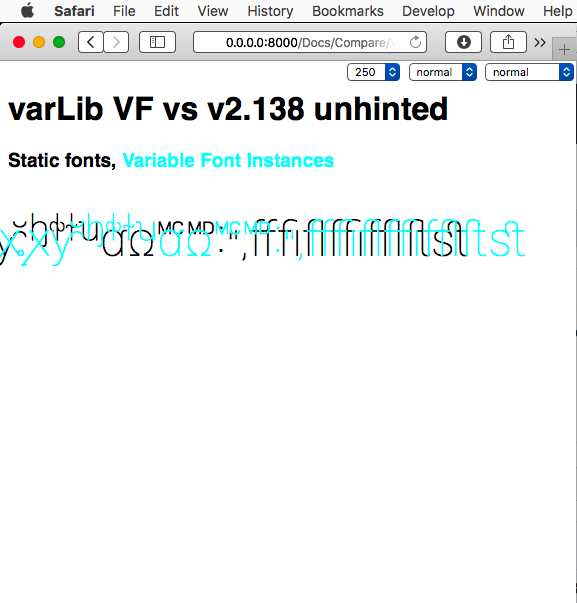 Safari File Edit View History Bookmarks Develop Window Help
0.0.0.0:8000/Docs/Compare/
250 normal normal
varLib VF vs v2.138 unhinted
Static fonts, Variable Font Instances